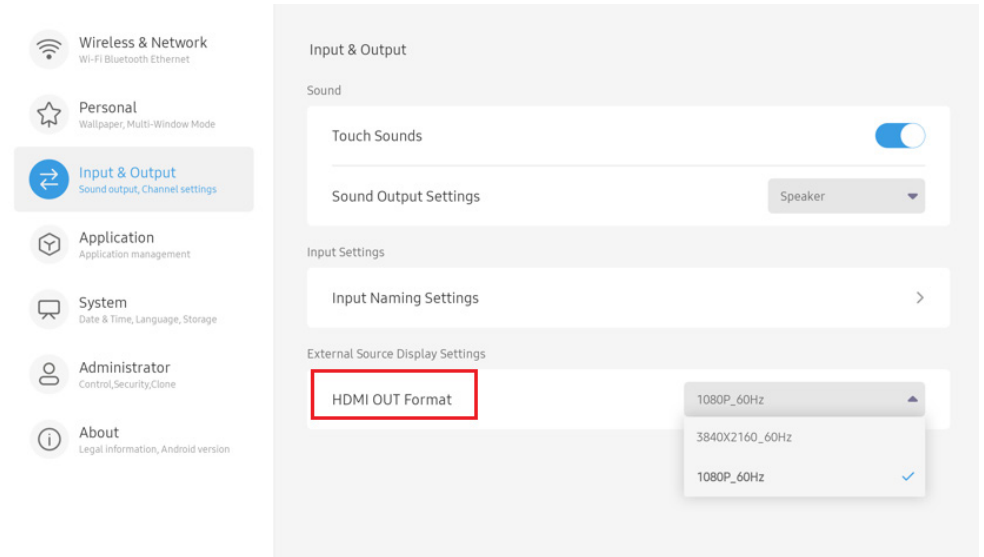 Wireless & Network
Wi-Fi Bluetooth Ethernet
Personal
Wallpaper, Multi-Window Mode
Input & Output
Sound output, Channel settings
Application
Application management
System
Date & Time, Language, Storage
Administrator
Control,Security,Clone
About
Legal information, Android version
Input & Output
Sound
Touch Sounds
Sound Output Settings
Speaker
Input Settings
Input Naming Settings
External Source Display Settings
HDMI OUT Format
1080P_60Hz
3840X2160_60Hz
1080P_60Hz